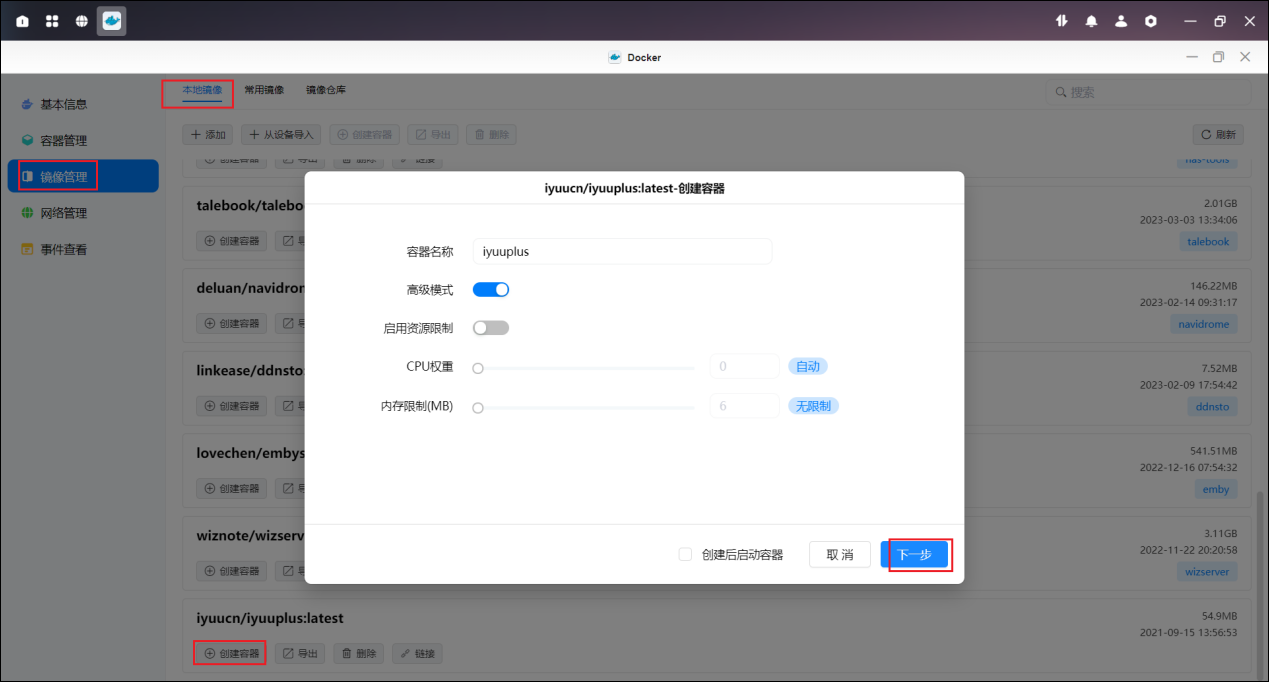 Docker
基本信息
容器管理
镜像管理
网络管理
事件查看
本地镜像 常用镜像 镜像仓库
搜索
添加 从设备导入 创建容器 导出 删除
刷新
创建容器 导出 删除 链接
nas-tools
talebook/talebo
2.01GB
2023-03-03 13:34:06
创建容器
talebook
deluan/navidron
146.22MB
2023-02-14 09:31:17
创建容器
navidrome
linkease/ddnsto:
7.52MB
2023-02-09 17:54:42
创建容器
ddnsto
lovechen/embys
541.51MB
2022-12-16 07:54:32
创建容器
emby
wiznote/wizserv
3.11GB
2022-11-22 20:20:58
创建容器
wizserver
iyuucn/iyuuplus:latest
54.9MB
2021-09-15 13:56:53
创建容器 导出 删除 链接
iyuucn/iyuuplus:latest-创建容器
容器名称 iyuuplus
高级模式
启用资源限制
CPU权重 0 自动
内存限制(MB) 6 无限制
创建后启动容器 取消 下一步